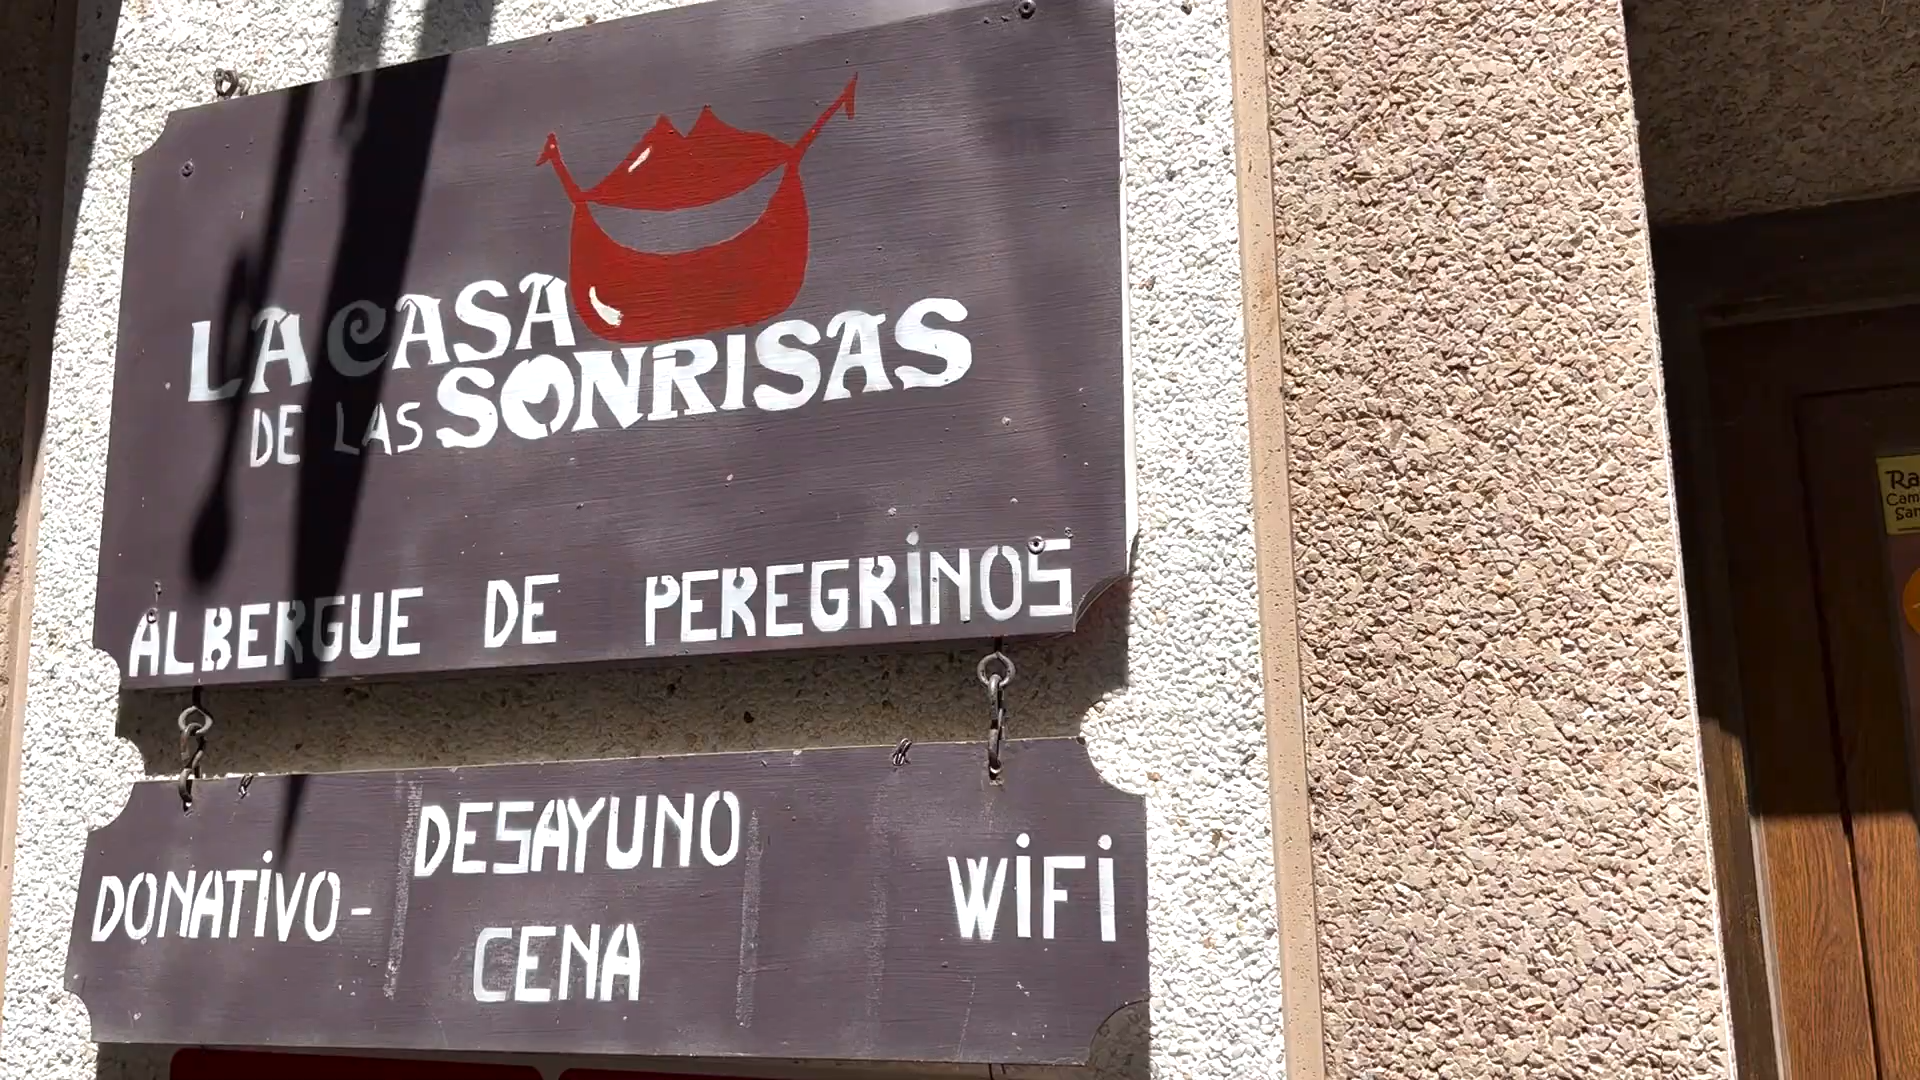 LA CASA
DE LAS SONRISAS
ALBERGUE DE PEREGRINOS
DONATIVO-
DESAYUNO
CENA
WIFI